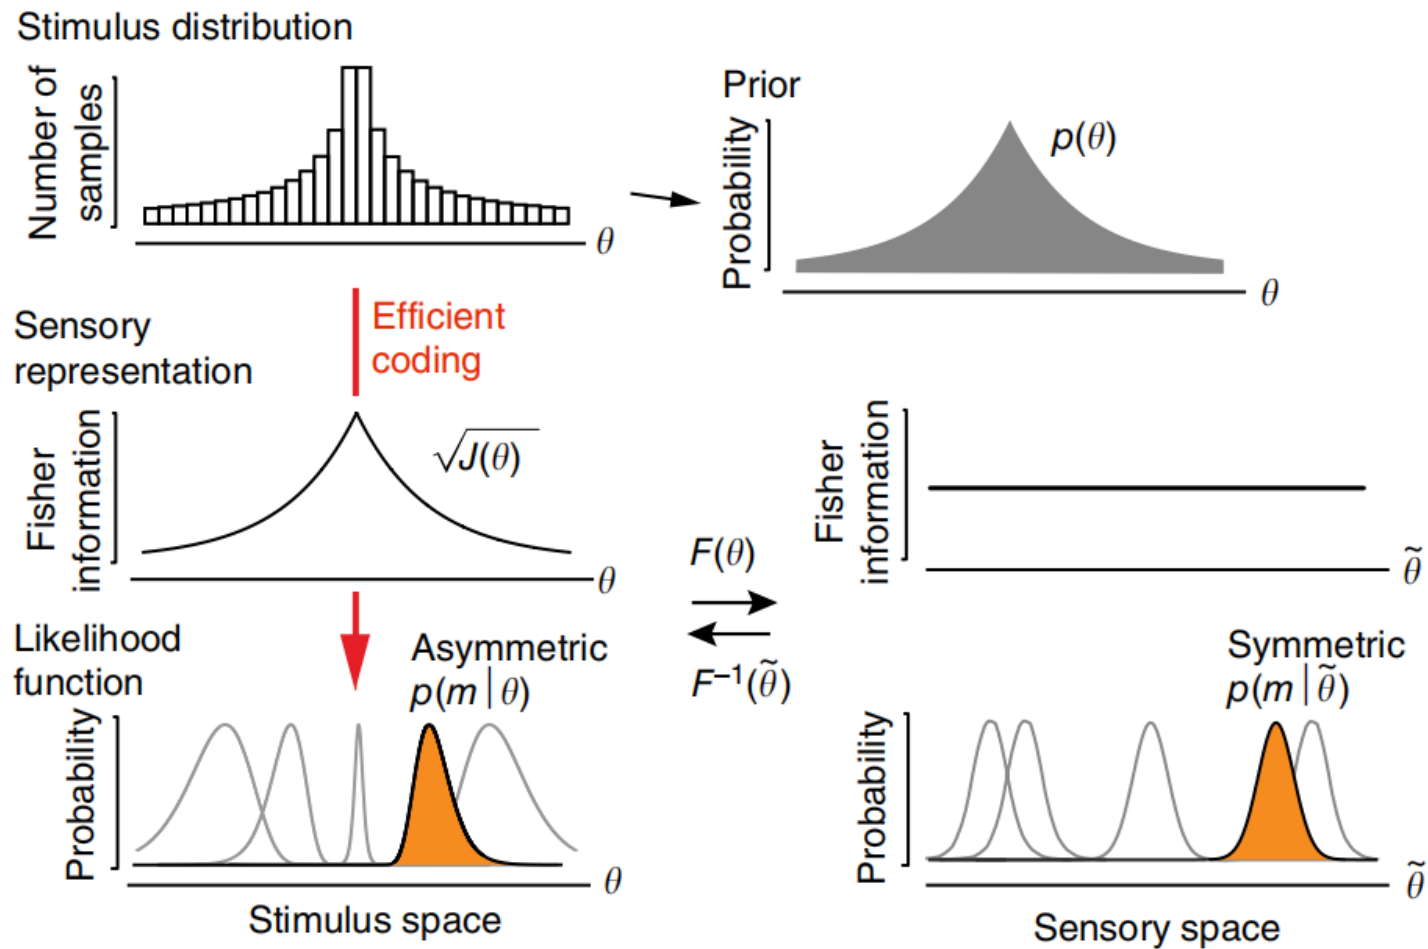 Stimulus distribution
Number of
samples
θ
Prior
Probability
p(θ)
θ
Efficient
coding
Sensory
representation
Fisher
information
√J(θ)
θ
Fisher
information
θ̃
F(θ)
F⁻¹(θ̃)
Likelihood
function
Asymmetric
p(m|θ)
Probability
θ
Stimulus space
Symmetric
p(m|θ̃)
Probability
θ̃
Sensory space